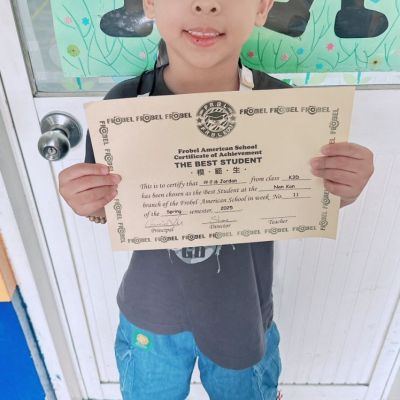 FROBEL FROBEL FROBEL FROBEL FROBEL FROBEL
FROBEL
Frobel American School
Certificate of Achievement
THE BEST STUDENT
·模·範·生·
This is to certify that Jordan from class K2D
has been chosen as the Best Student at the Nan Kan
branch of the Frobel American School in week No. 11
of the Spring semester, 2025
Principal Director Teacher
FROBEL FROBEL FROBEL FROBEL FROBEL FROBEL